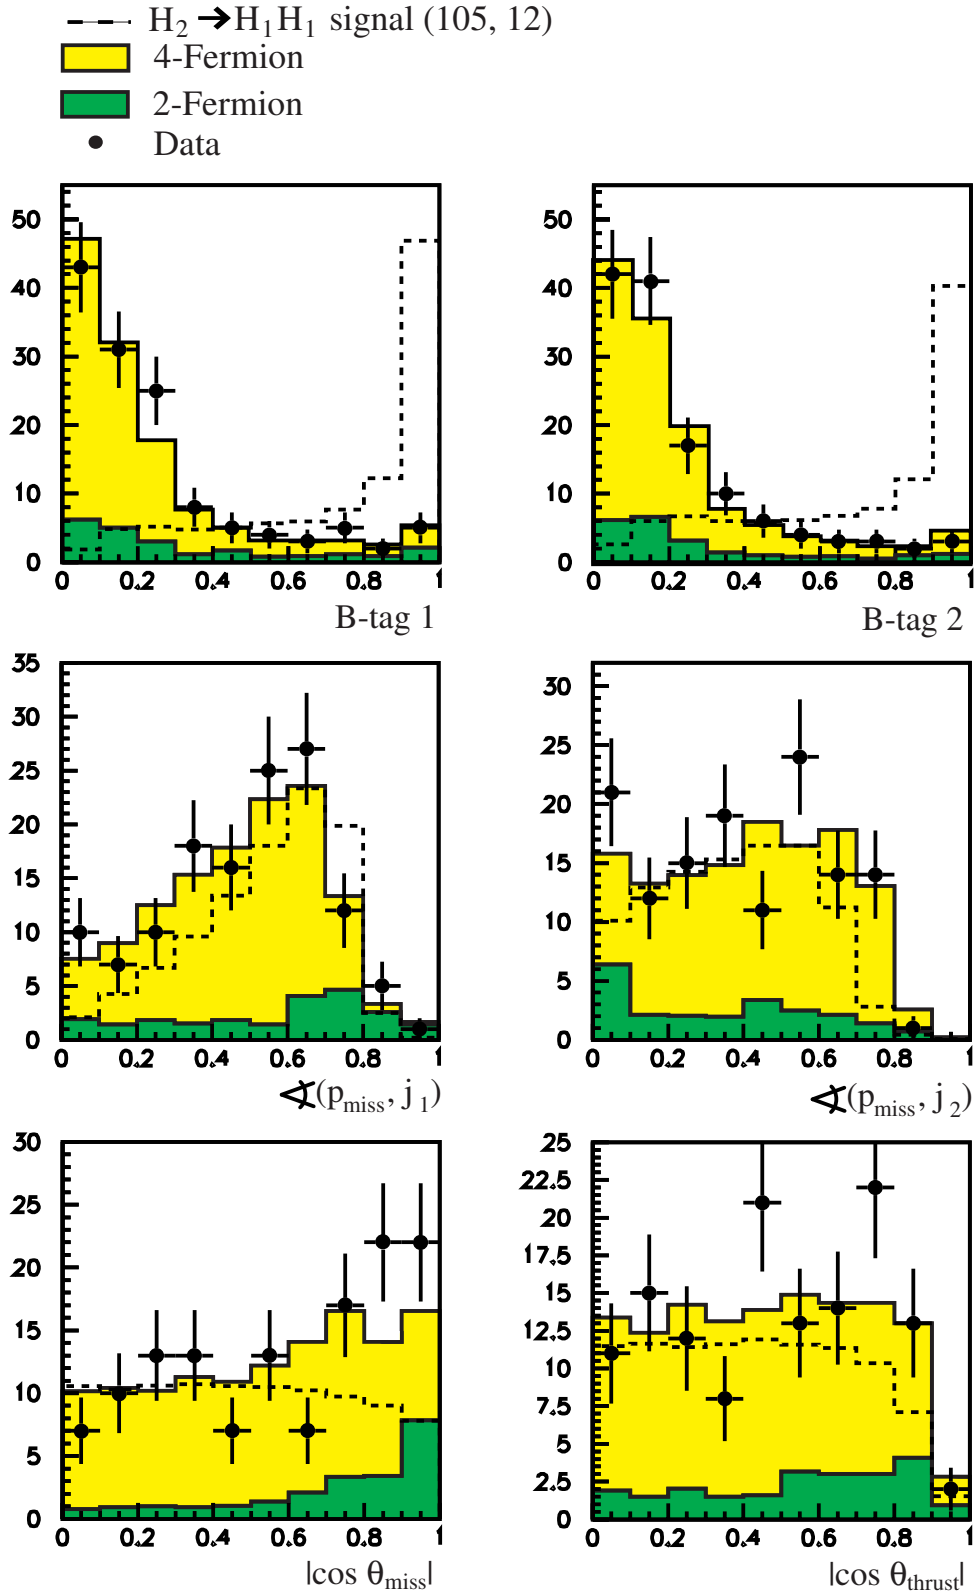 H₂ → H₁H₁ signal (105, 12)
4-Fermion
2-Fermion
Data
50
40
30
20
10
0
0 0.2 0.4 0.6 0.8 1
B-tag 1
50
40
30
20
10
0
0 0.2 0.4 0.6 0.8 1
B-tag 2
35
30
25
20
15
10
5
0
0 0.2 0.4 0.6 0.8 1
∢(p_miss, j₁)
30
25
20
15
10
5
0
0 0.2 0.4 0.6 0.8 1
∢(p_miss, j₂)
30
25
20
15
10
5
0
0 0.2 0.4 0.6 0.8 1
|cos θ_miss|
25
22.5
20
17.5
15
12.5
10
7.5
5
2.5
0
0 0.2 0.4 0.6 0.8 1
|cos θ_thrust|